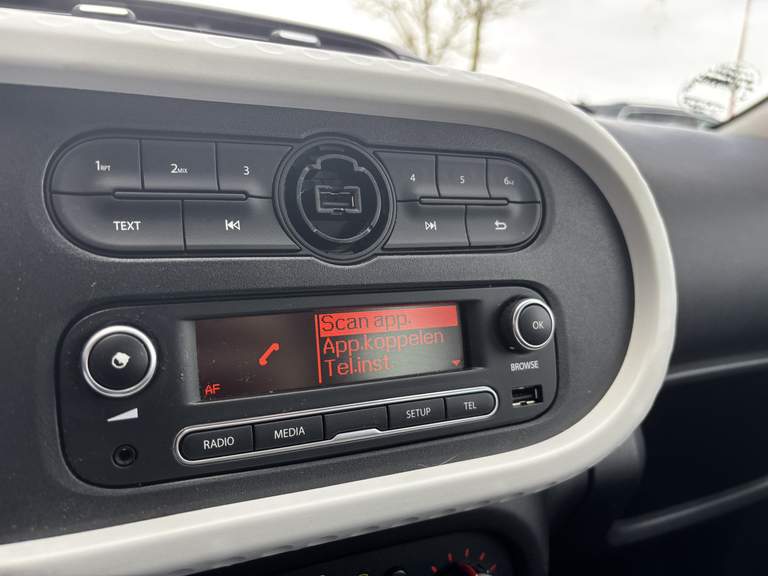 1RPT 2MIX 3 4 5 6
TEXT
Scan app.
App.koppelen
Tel.inst.
AF
OK
BROWSE
RADIO MEDIA SETUP TEL